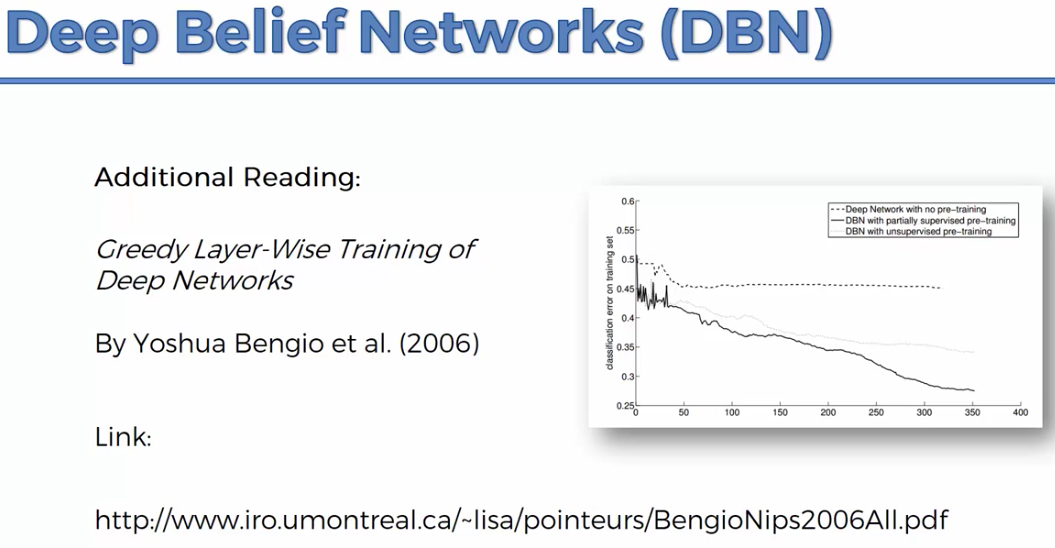 Deep Belief Networks (DBN)
Additional Reading:
Greedy Layer-Wise Training of
Deep Networks
By Yoshua Bengio et al. (2006)
Link:
http://www.iro.umontreal.ca/~lisa/pointeurs/BengioNips2006All.pdf
classification error on training set
0.6
0.55
0.5
0.45
0.4
0.35
0.3
0.25
0 50 100 150 200 250 300 350 400
Deep Network with no pre-training
DBN with partially supervised pre-training
DBN with unsupervised pre-training